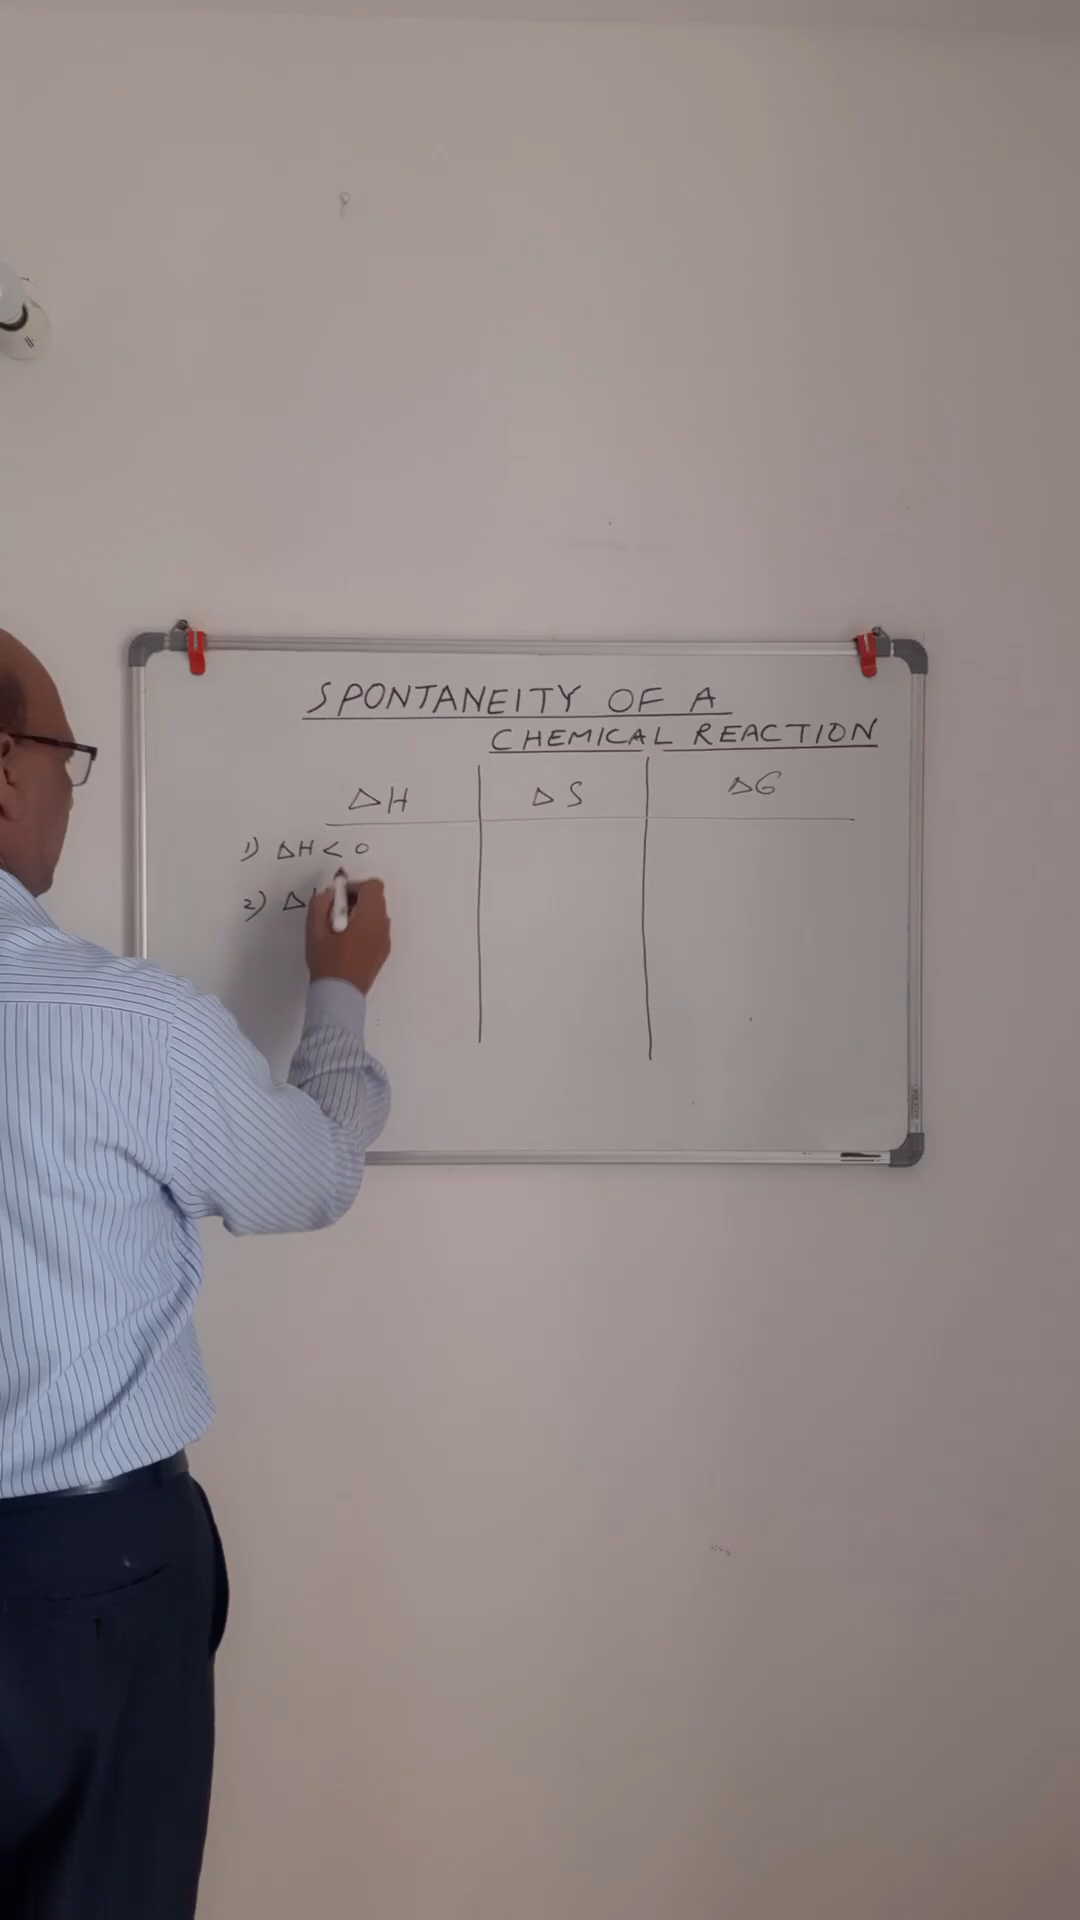 SPONTANEITY OF A
CHEMICAL REACTION
ΔH ΔS ΔG
1) ΔH < 0
2) Δ